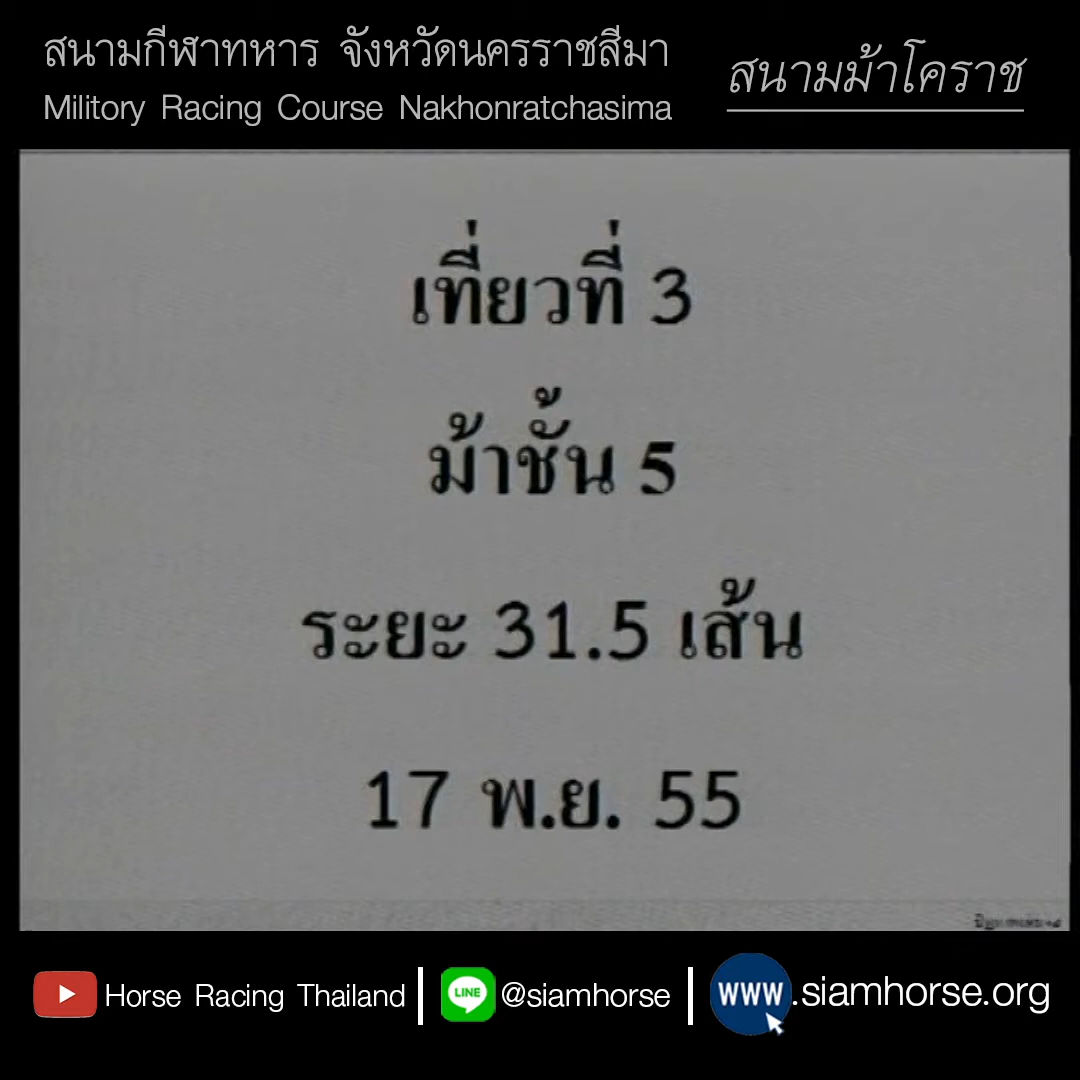 สนามกีฬาทหาร จังหวัดนครราชสีมา
Militory Racing Course Nakhonratchasima
สนามม้าโคราช
เที่ยวที่ 3
ม้าชั้น 5
ระยะ 31.5 เส้น
17 พ.ย. 55
Horse Racing Thailand
LINE
@siamhorse
www.siamhorse.org